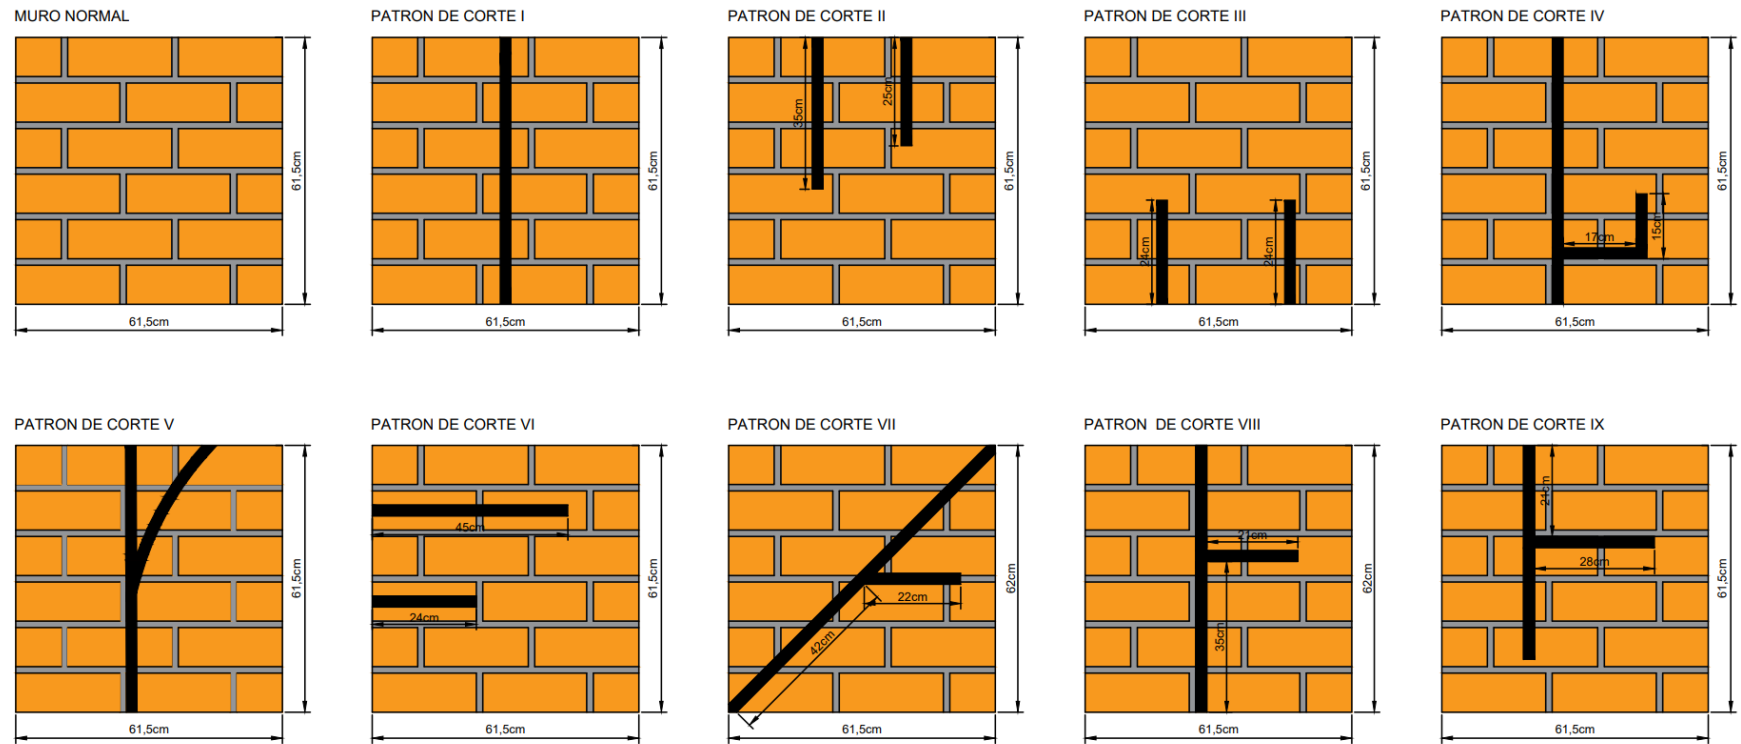 MURO NORMAL
PATRON DE CORTE I
PATRON DE CORTE II
PATRON DE CORTE III
PATRON DE CORTE IV
61,5cm
61,5cm
35cm
25cm
61,5cm
24cm
24cm
61,5cm
17cm
15cm
61,5cm
61,5cm
61,5cm
61,5cm
61,5cm
61,5cm
PATRON DE CORTE V
PATRON DE CORTE VI
PATRON DE CORTE VII
PATRON DE CORTE VIII
PATRON DE CORTE IX
61,5cm
45cm
24cm
61,5cm
22cm
42cm
62cm
21cm
35cm
62cm
21cm
28cm
61,5cm
61,5cm
61,5cm
61,5cm
61,5cm
61,5cm